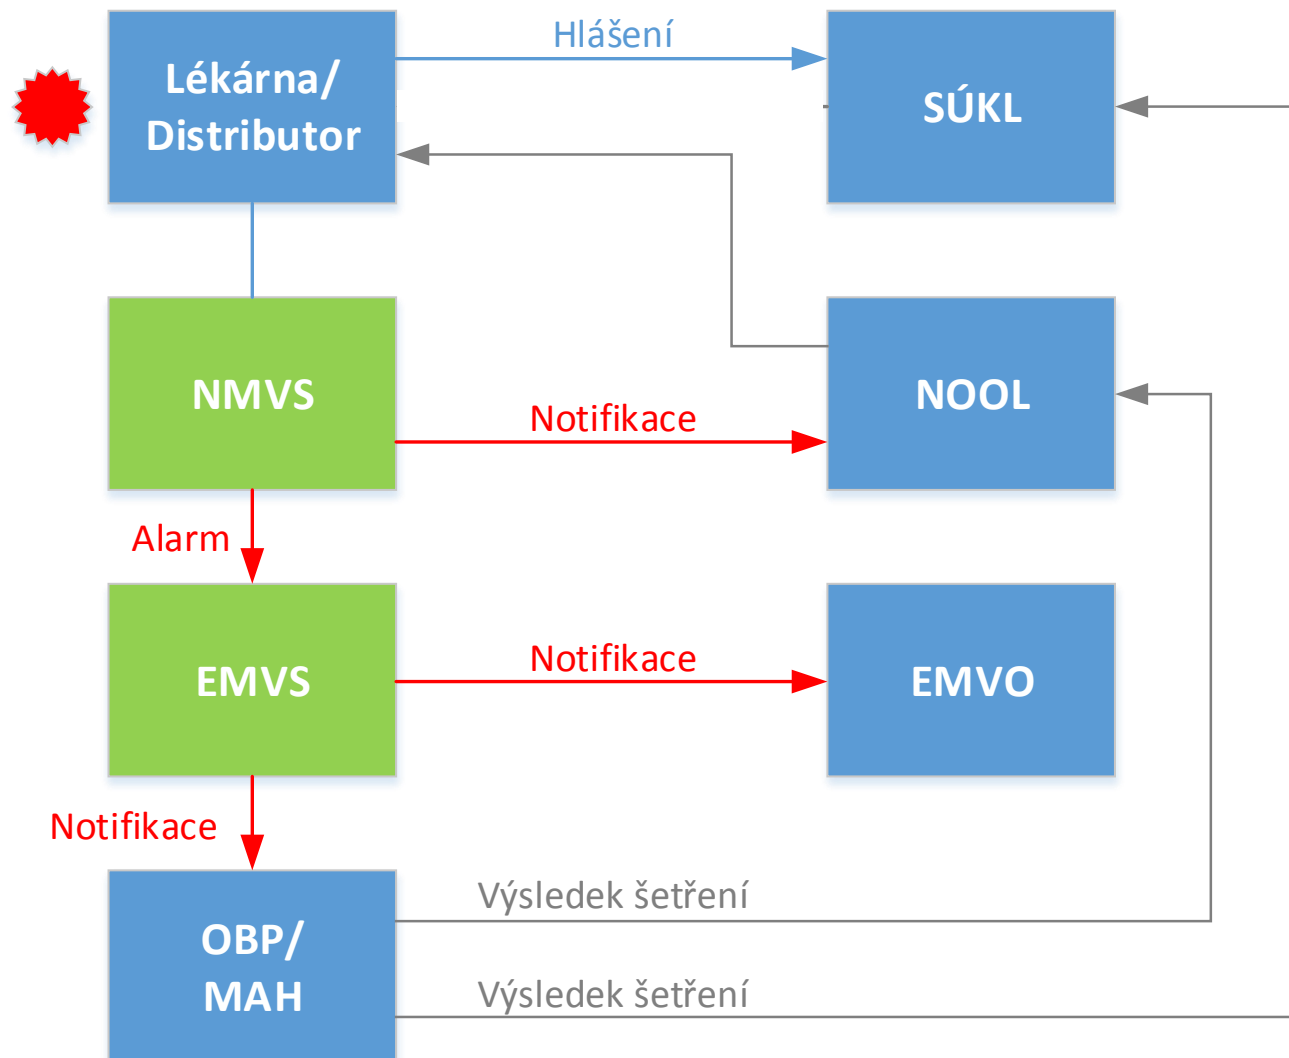 Hlášení
Lékárna/
Distributor
SÚKL
NMVS
Notifikace
NOOL
Alarm
EMVS
Notifikace
EMVO
Notifikace
OBP/
MAH
Výsledek šetření
Výsledek šetření